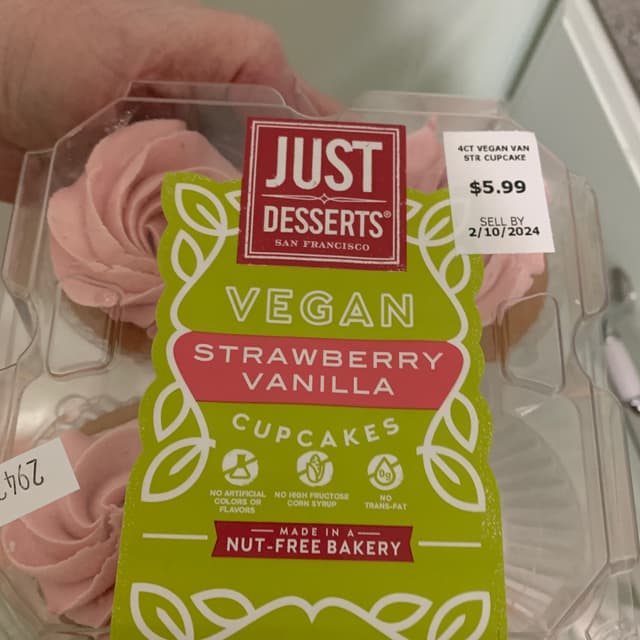 JUST
DESSERTS®
SAN FRANCISCO
4CT VEGAN VAN
STR CUPCAKE
$5.99
SELL BY
2/10/2024
VEGAN
STRAWBERRY
VANILLA
CUPCAKES
NO ARTIFICIAL
COLORS OR
FLAVORS
NO HIGH FRUCTOSE
CORN SYRUP
0g
NO
TRANS-FAT
MADE IN A
NUT-FREE BAKERY